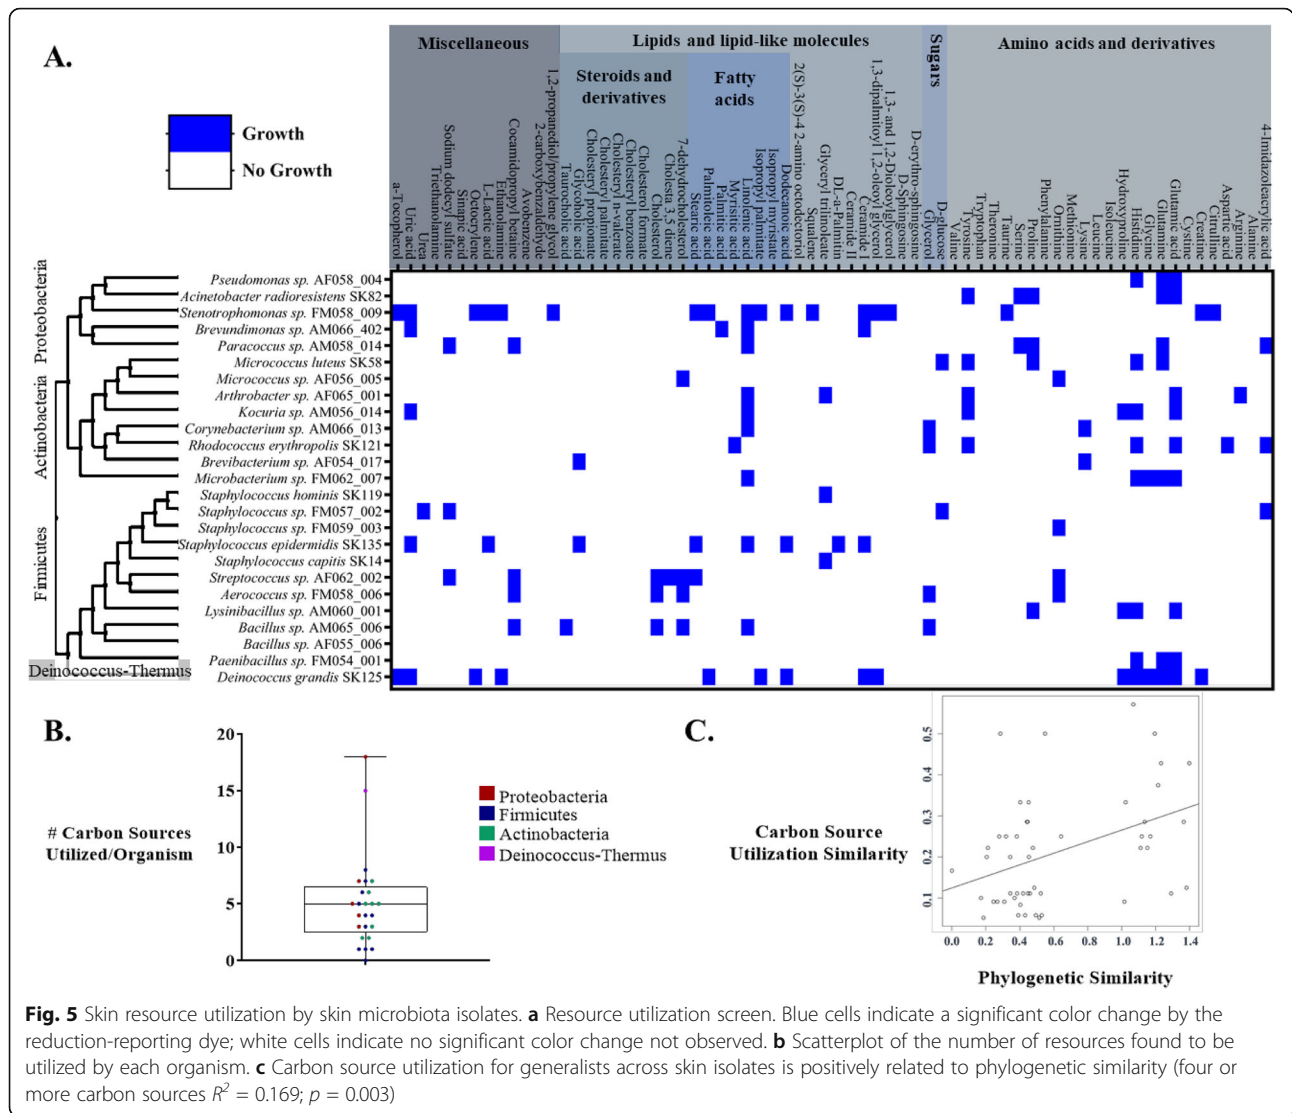 A.
Growth
No Growth
Miscellaneous
Lipids and lipid-like molecules
Sugars
Amino acids and derivatives
Steroids and
derivatives
Fatty
acids
a-Tocopherol
Uric acid
Urea
Triethanolamine
Sodium dodecyl sulfate
Sinapic acid
Octocrylene
L-Lactic acid
Ethanolamine
Cocamidopropyl betain
Avobenzene
2-carboxybenzaldehyde
1,2-propanediol/propylene glycol
Taurocholic acid
Glycholic acid
Cholesteryl propionate
Cholesteryl palmitate
Cholesteryl n-valerate
Cholesteryl benzoate
Cholesterol formate
Cholesterol
Cholesta 3,5 diene
7-dehydrocholesterol
Stearic acid
Palmitoleic acid
Palmitic acid
Myristic acid
Linolenic acid
Isopropyl palmitate
Isopropyl myristate
Dodecanoic acid
2(S)-3(S)-4 2-amino octodectorio
Squalene
Glyceryl trilinoleate
DL-a-Palmitin
Ceramide II
Ceramide I
1,3-dipalmitoyl 1,2-oleoyl glycerol
1,3- and 1,2-Dioleoylglycerol
D-Sphingosine
D-erythro-sphingosine
Glycerol
D-glucose
Valine
Tyrosine
Tryptophan
Theronine
Taurine
Serine
Proline
Phenylalanine
Ornithine
Methionine
Lysine
Leucine
Isoleucine
Hydroxyproline
Histidine
Glycine
Glutamine
Glutamic acid
Cystine
Creatine
Citrulline
Aspartic acid
Arginine
Alanine
4-Imidazoleacrylic acid
Proteobacteria
Actinobacteria
Firmicutes
Deinococcus-Thermus
Pseudomonas sp. AF058_004
Acinetobacter radioresistens SK82
Stenotrophomonas sp. FM058_009
Brevundimonas sp. AM066_402
Paracoccus sp. AM058_014
Micrococcus luteus SK58
Micrococcus sp. AF056_005
Arthrobacter sp. AF065_001
Kocuria sp. AM056_014
Corynebacterium sp. AM066_013
Rhodococcus erythropolis SK121
Brevibacterium sp. AF054_017
Microbacterium sp. FM062_007
Staphylococcus hominis SK119
Staphylococcus sp. FM057_002
Staphylococcus sp. FM059_003
Staphylococcus epidermidis SK135
Staphylococcus capitis SK14
Streptococcus sp. AF062_002
Aerococcus sp. FM058_006
Lysinibacillus sp. AM060_001
Bacillus sp. AM065_006
Bacillus sp. AF055_006
Paenibacillus sp. FM054_001
Deinococcus grandis SK125
B.
# Carbon Sources
Utilized/Organism
20
15
10
5
0
Proteobacteria
Firmicutes
Actinobacteria
Deinococcus-Thermus
C.
Carbon Source
Utilization Similarity
0.5
0.4
0.3
0.2
0.1
0.0 0.2 0.4 0.6 0.8 1.0 1.2 1.4
Phylogenetic Similarity
Fig. 5 Skin resource utilization by skin microbiota isolates. a Resource utilization screen. Blue cells indicate a significant color change by the
reduction-reporting dye; white cells indicate no significant color change not observed. b Scatterplot of the number of resources found to be
utilized by each organism. c Carbon source utilization for generalists across skin isolates is positively related to phylogenetic similarity (four or
more carbon sources R² = 0.169; p = 0.003)